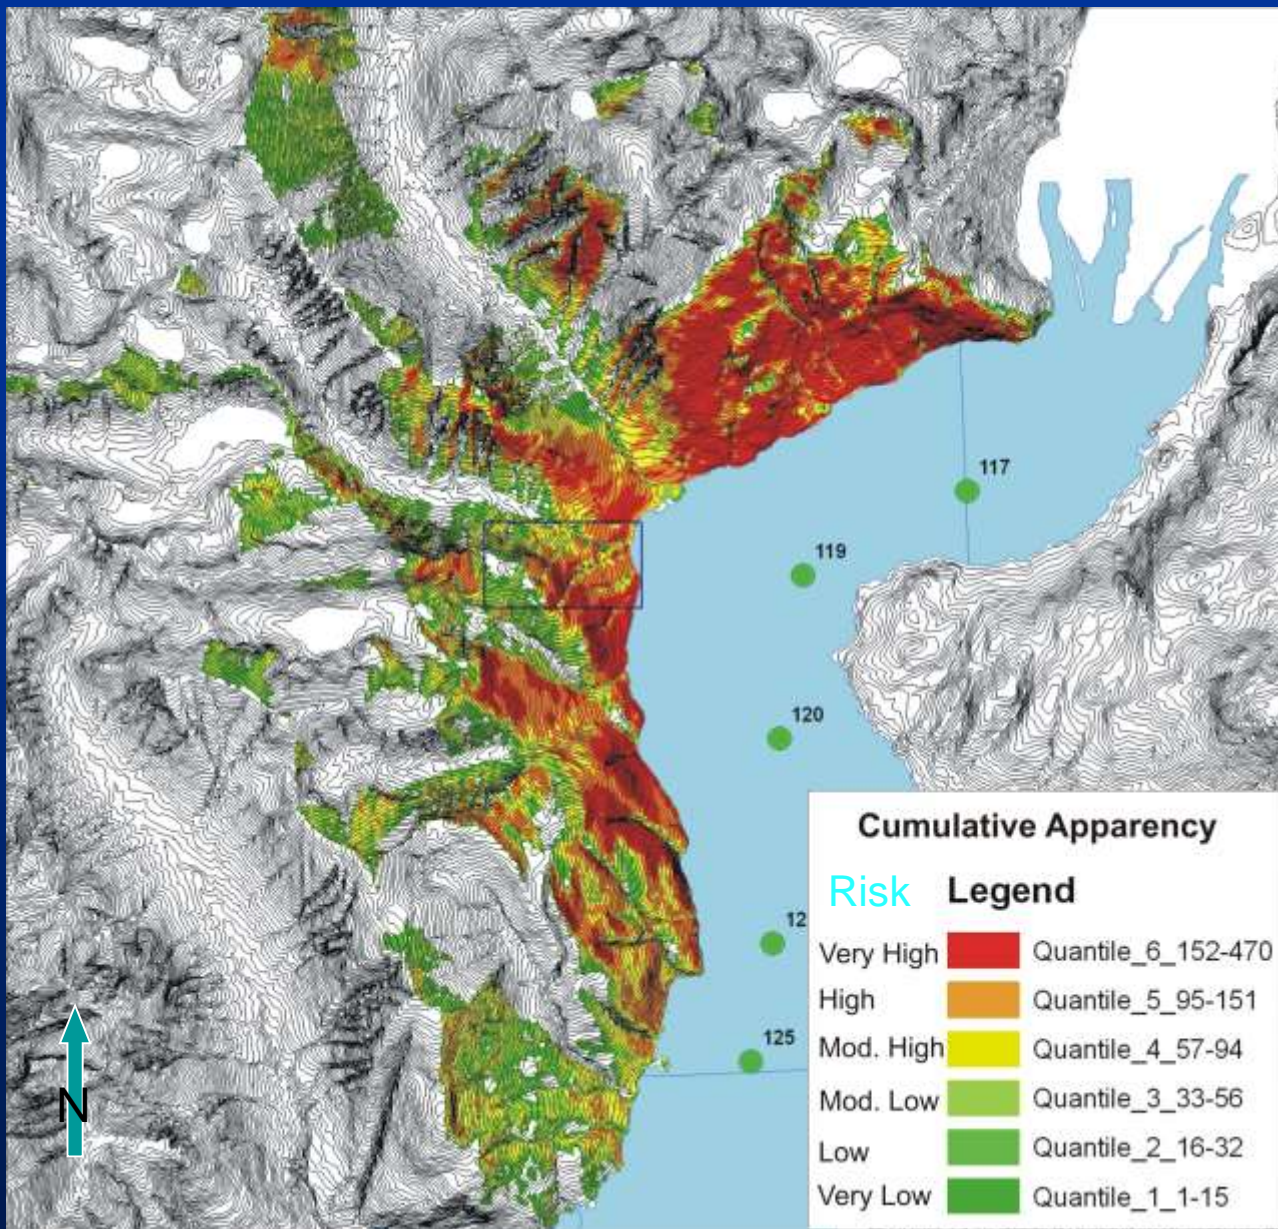 117
119
120
12
125
N
Cumulative Apparency
Risk Legend
Very High Quantile_6_152-470
High Quantile_5_95-151
Mod. High Quantile_4_57-94
Mod. Low Quantile_3_33-56
Low Quantile_2_16-32
Very Low Quantile_1_1-15